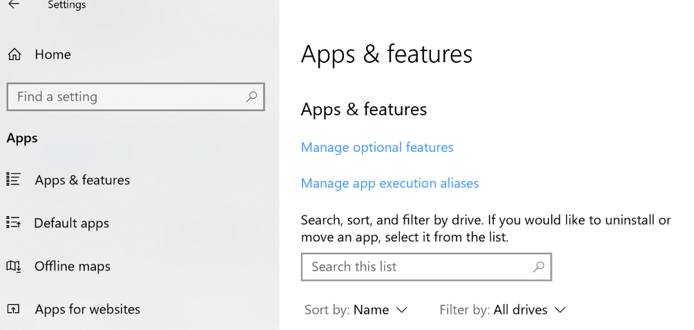 Settings
Home
Find a setting
Apps
Apps & features
Default apps
Offline maps
Apps for websites
Apps & features
Apps & features
Manage optional features
Manage app execution aliases
Search, sort, and filter by drive. If you would like to uninstall or
move an app, select it from the list.
Search this list
Sort by: Name
Filter by: All drives